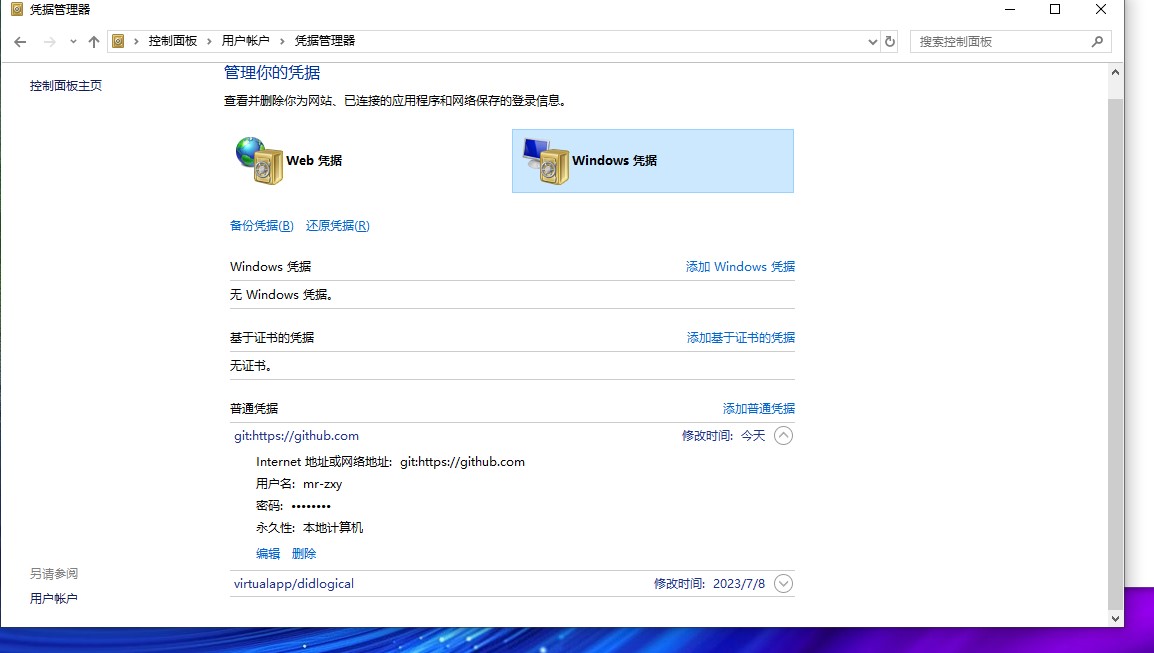 凭据管理器
控制面板 › 用户帐户 › 凭据管理器
搜索控制面板
控制面板主页
管理你的凭据
查看并删除你为网站、已连接的应用程序和网络保存的登录信息。
Web 凭据
Windows 凭据
备份凭据(B) 还原凭据(R)
Windows 凭据 添加 Windows 凭据
无 Windows 凭据。
基于证书的凭据 添加基于证书的凭据
无证书。
普通凭据 添加普通凭据
git:https://github.com 修改时间: 今天
Internet 地址或网络地址: git:https://github.com
用户名: mr-zxy
密码: ••••••••
永久性: 本地计算机
编辑 删除
virtualapp/didlogical 修改时间: 2023/7/8
另请参阅
用户帐户